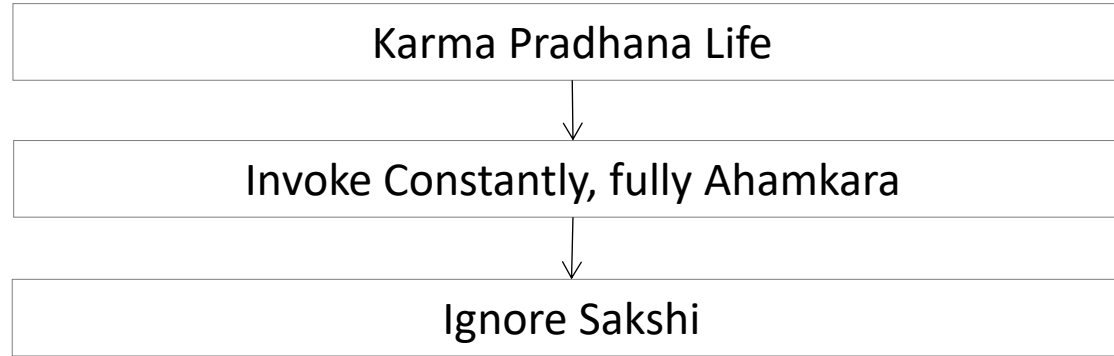 Karma Pradhana Life
Invoke Constantly, fully Ahamkara
Ignore Sakshi